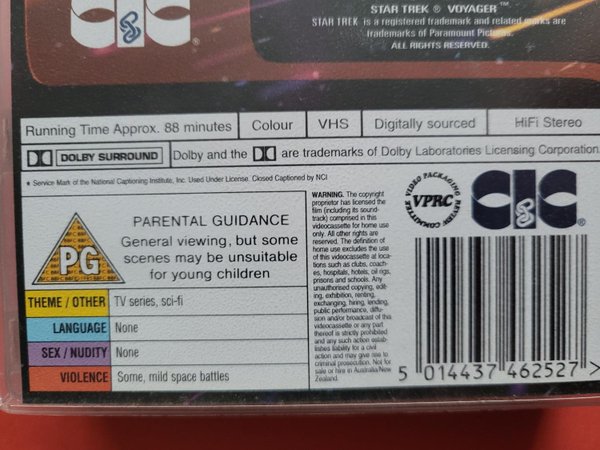 CIC
®
STAR TREK ® VOYAGER™
STAR TREK is a registered trademark and related marks are
trademarks of Paramount Pictures.
ALL RIGHTS RESERVED.
Running Time Approx. 88 minutes
Colour
VHS
Digitally sourced
HiFi Stereo
DOLBY SURROUND
Dolby and the are trademarks of Dolby Laboratories Licensing Corporation
★ Service Mark of the National Captioning Institute, Inc. Used Under License. Closed Captioned by NCI
PG
PARENTAL GUIDANCE
General viewing, but some
scenes may be unsuitable
for young children
THEME / OTHER
TV series, sci-fi
LANGUAGE
None
SEX / NUDITY
None
VIOLENCE
Some, mild space battles
WARNING. The copyright
proprietor has licensed the
film (including its sound-
track) comprised in this
videocassette for home use
only. All other rights are
reserved. The definition of
home use excludes the use
of this videocassette at loca-
tions such as clubs, coach-
es, hospitals, hotels, oil rigs,
prisons and schools. Any
unauthorised copying, edit-
ing, exhibition, renting,
exchanging, hiring, lending,
public performance, diffu-
sion and/or broadcast of this
videocassette or any part
thereof is strictly prohibited
and any such action estab-
lishes liability for a civil
action and may give rise to
criminal prosecution. Not for
sale or hire in Australia/New
Zealand.
VIDEO PACKAGING REVIEW COMMITTEE
VPRC
CIC
®
5 014437 462527 >